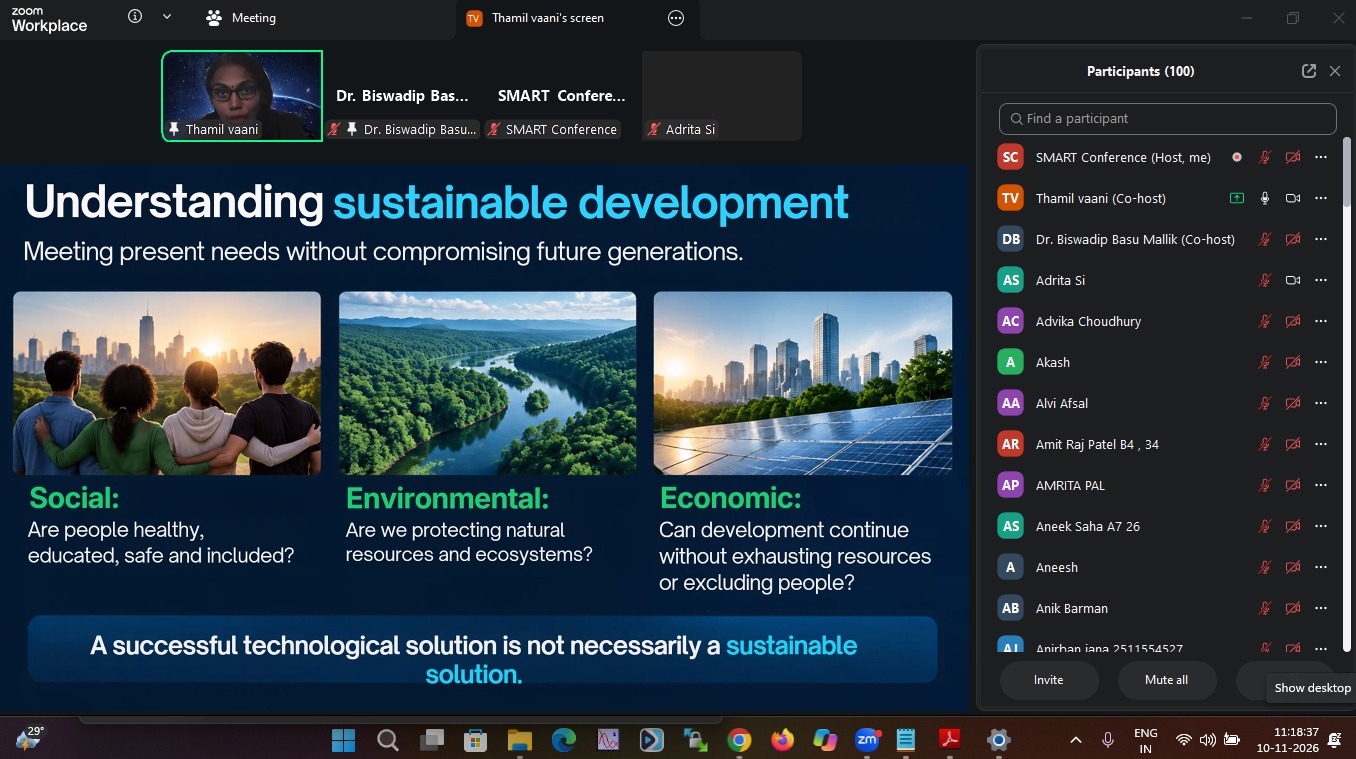 zoom
Workplace
Meeting
TV
Thamil vaani's screen
Thamil vaani
Dr. Biswadip Bas...
Dr. Biswadip Basu...
SMART Confere...
SMART Conference
Adrita Si
Understanding sustainable development
Meeting present needs without compromising future generations.
Social:
Are people healthy,
educated, safe and included?
Environmental:
Are we protecting natural
resources and ecosystems?
Economic:
Can development continue
without exhausting resources
or excluding people?
A successful technological solution is not necessarily a sustainable
solution.
Participants (100)
Find a participant
SC SMART Conference (Host, me)
TV Thamil vaani (Co-host)
DB Dr. Biswadip Basu Mallik (Co-host)
AS Adrita Si
AC Advika Choudhury
A Akash
AA Alvi Afsal
AR Amit Raj Patel B4 , 34
AP AMRITA PAL
AS Aneek Saha A7 26
A Aneesh
AB Anik Barman
AJ Anirban jana 2511554527
Invite
Mute all
Show desktop
29°
zm
ENG
IN
11:18:37
10-11-2026